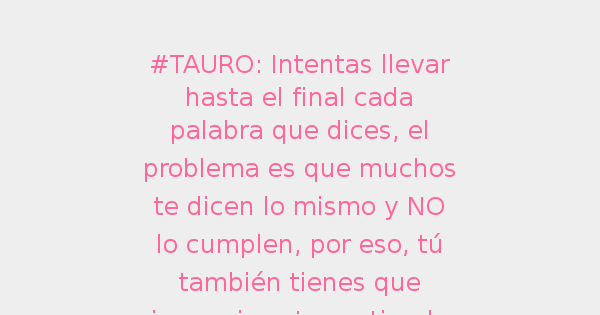 #TAURO: Intentas llevar
hasta el final cada
palabra que dices, el
problema es que muchos
te dicen lo mismo y NO
lo cumplen, por eso, tú
también tienes que